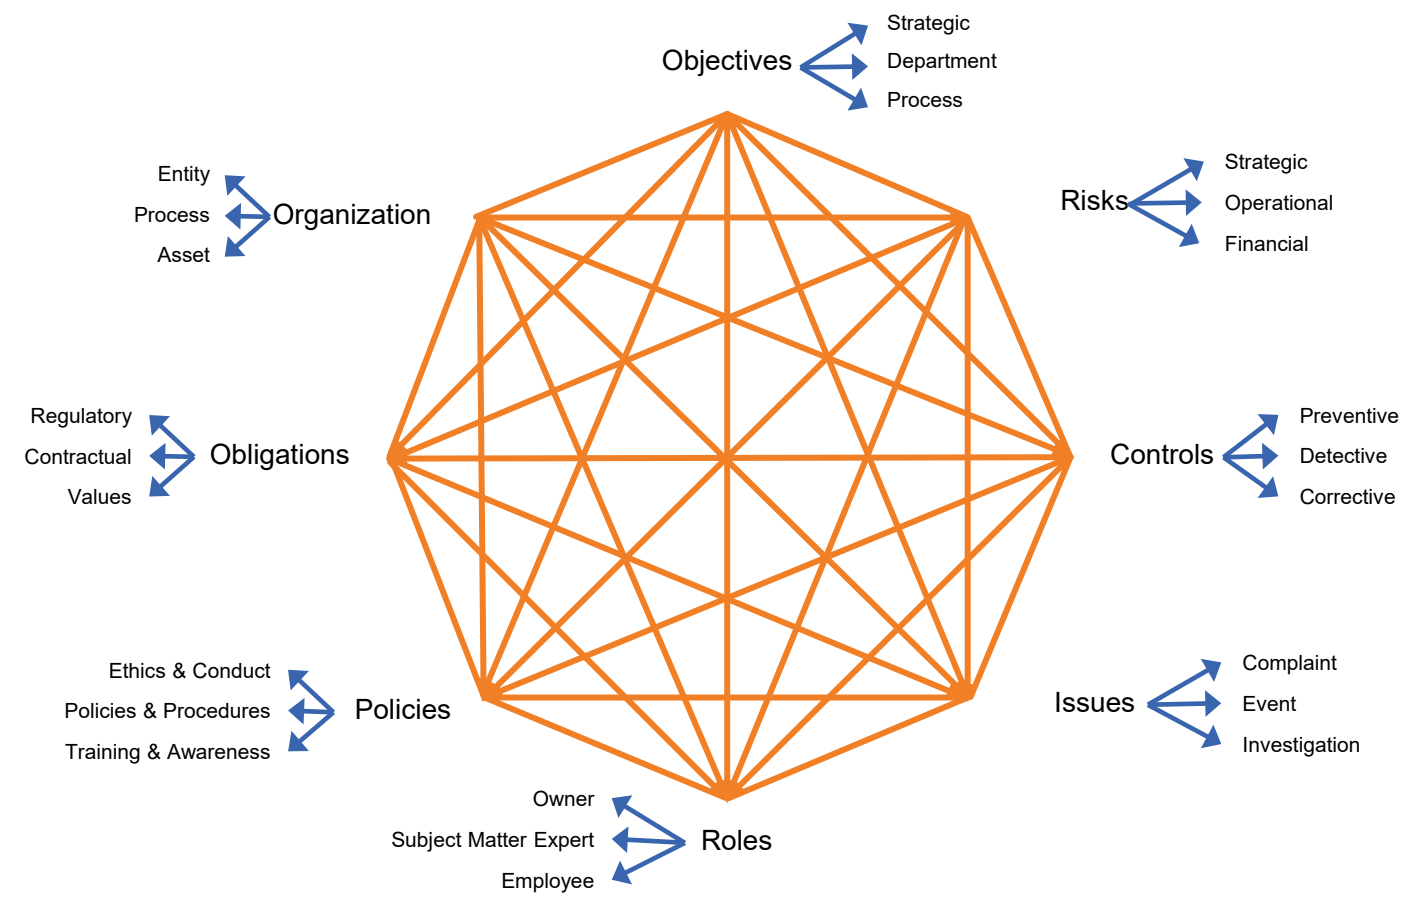 Objectives
Strategic
Department
Process
Risks
Strategic
Operational
Financial
Controls
Preventive
Detective
Corrective
Issues
Complaint
Event
Investigation
Roles
Owner
Subject Matter Expert
Employee
Policies
Ethics & Conduct
Policies & Procedures
Training & Awareness
Obligations
Regulatory
Contractual
Values
Organization
Entity
Process
Asset